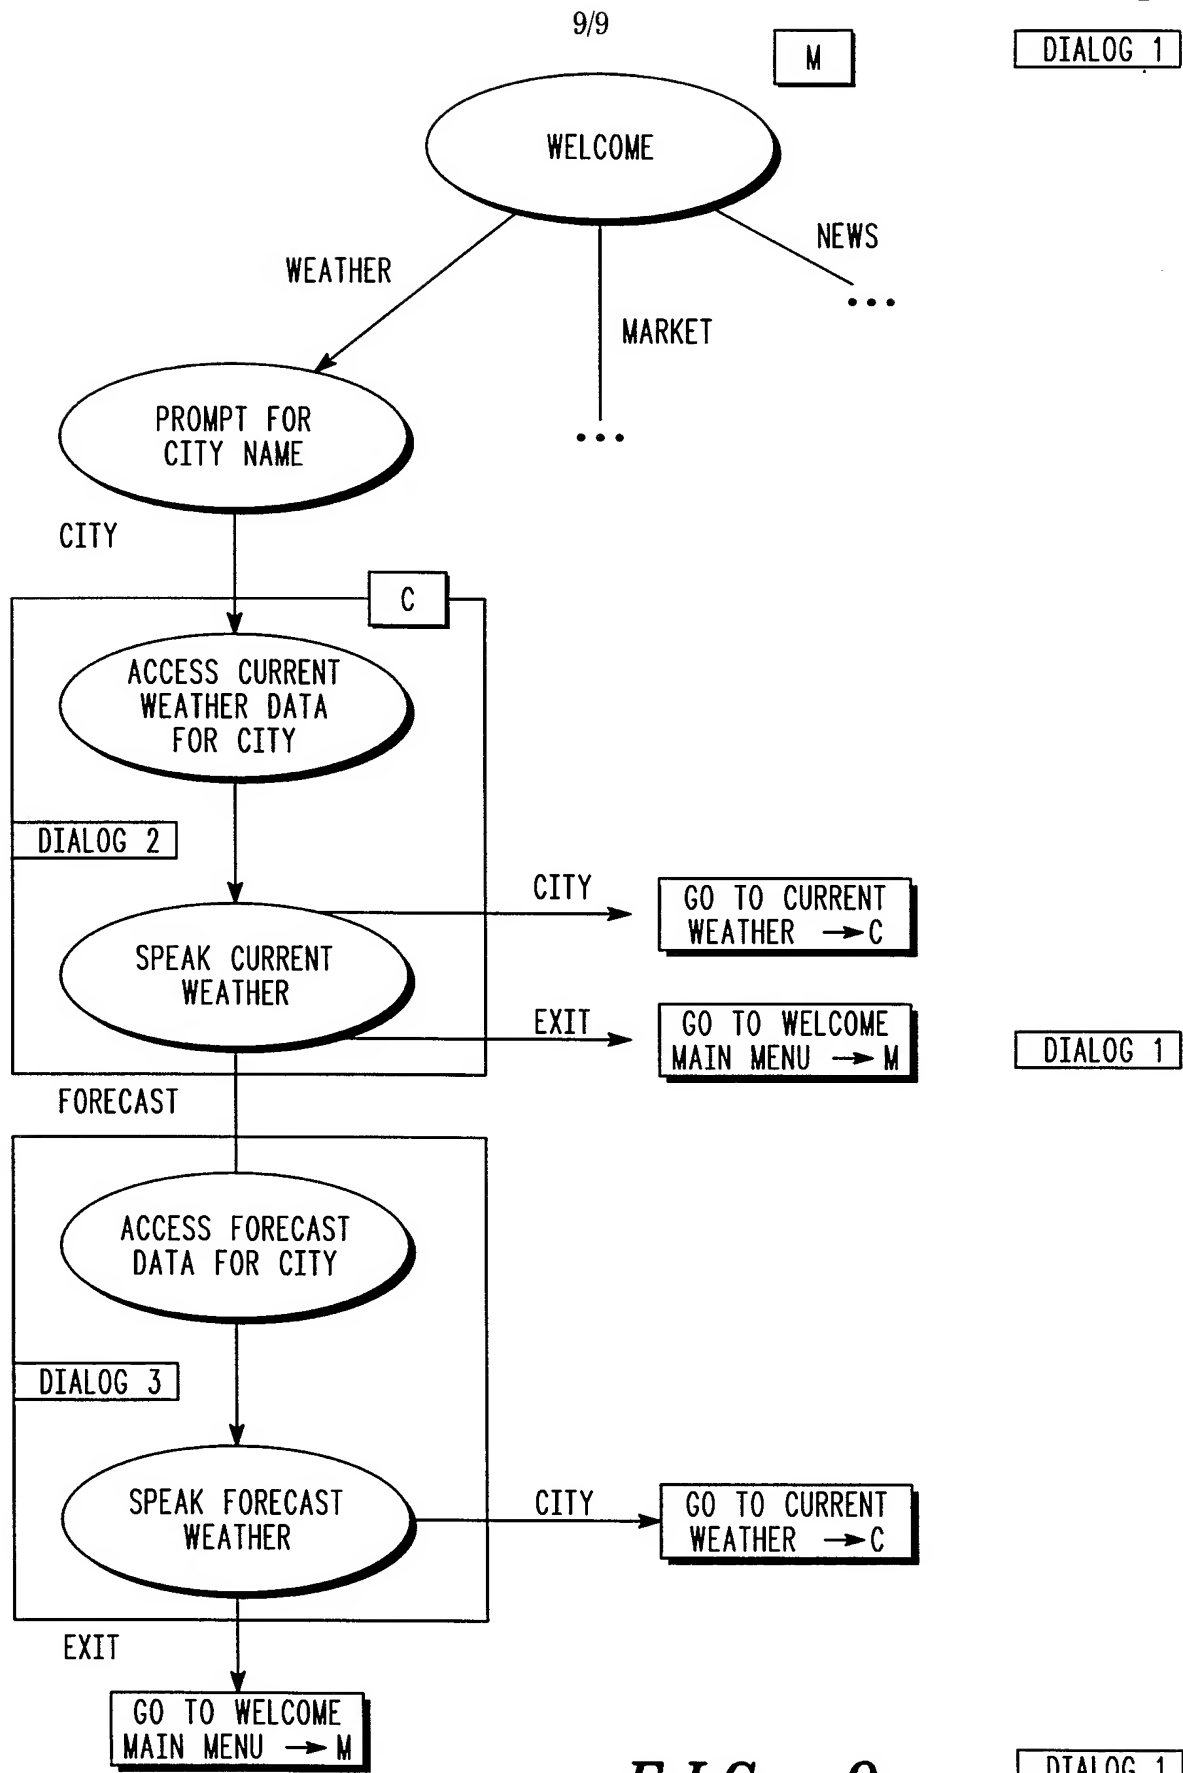 9/9
M
DIALOG 1
WELCOME
NEWS
WEATHER
MARKET
...
...
PROMPT FOR
CITY NAME
CITY
C
ACCESS CURRENT
WEATHER DATA
FOR CITY
DIALOG 2
CITY
GO TO CURRENT
WEATHER → C
SPEAK CURRENT
WEATHER
EXIT
GO TO WELCOME
MAIN MENU → M
DIALOG 1
FORECAST
ACCESS FORECAST
DATA FOR CITY
DIALOG 3
SPEAK FORECAST
WEATHER
CITY
GO TO CURRENT
WEATHER → C
EXIT
GO TO WELCOME
MAIN MENU → M
DIALOG 1